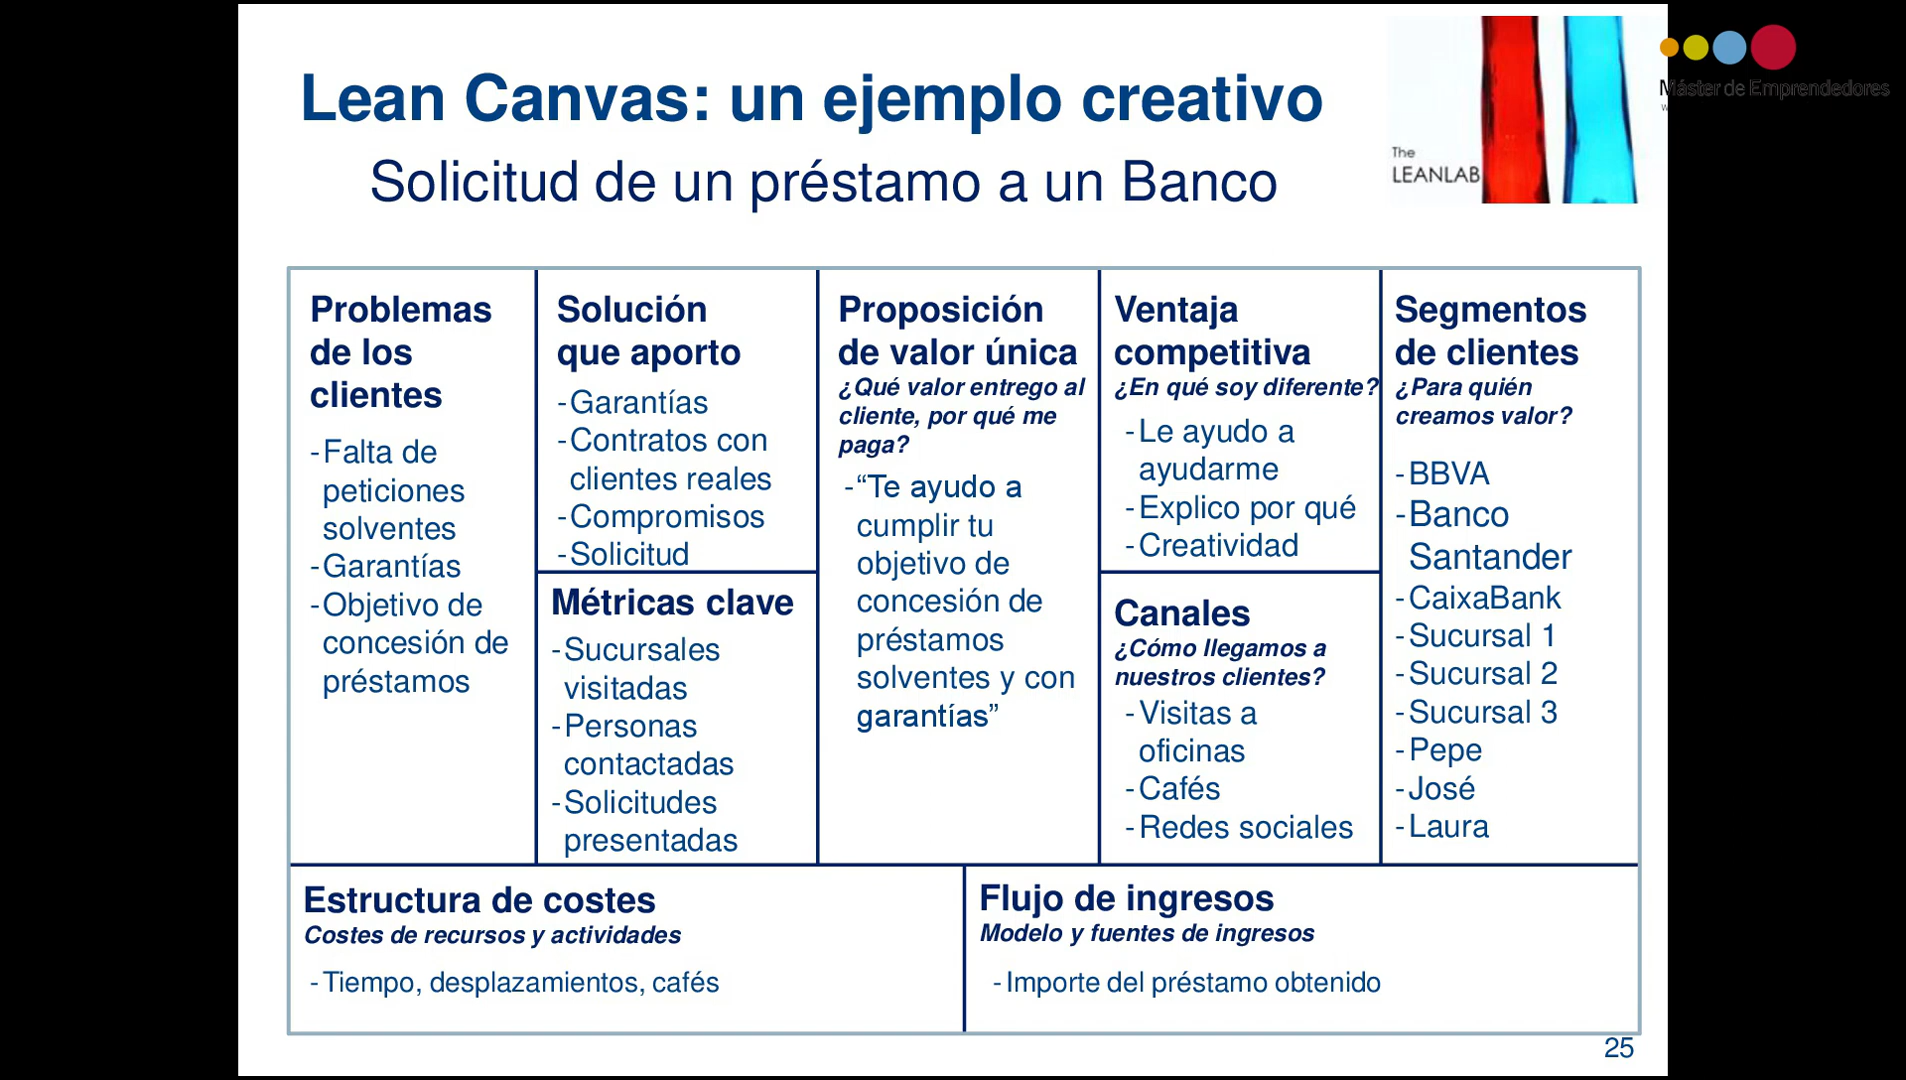 Lean Canvas: un ejemplo creativo
Solicitud de un préstamo a un Banco
The
LEANLAB
Máster de Emprendedores
Problemas
de los
clientes
-Falta de
peticiones
solventes
-Garantías
-Objetivo de
concesión de
préstamos
Solución
que aporto
-Garantías
-Contratos con
clientes reales
-Compromisos
-Solicitud
Métricas clave
-Sucursales
visitadas
-Personas
contactadas
-Solicitudes
presentadas
Proposición
de valor única
¿Qué valor entrego al
cliente, por qué me
paga?
-“Te ayudo a
cumplir tu
objetivo de
concesión de
préstamos
solventes y con
garantías”
Ventaja
competitiva
¿En qué soy diferente?
-Le ayudo a
ayudarme
-Explico por qué
-Creatividad
Canales
¿Cómo llegamos a
nuestros clientes?
-Visitas a
oficinas
-Cafés
-Redes sociales
Segmentos
de clientes
¿Para quién
creamos valor?
-BBVA
-Banco
Santander
-CaixaBank
-Sucursal 1
-Sucursal 2
-Sucursal 3
-Pepe
-José
-Laura
Estructura de costes
Costes de recursos y actividades
-Tiempo, desplazamientos, cafés
Flujo de ingresos
Modelo y fuentes de ingresos
-Importe del préstamo obtenido
25